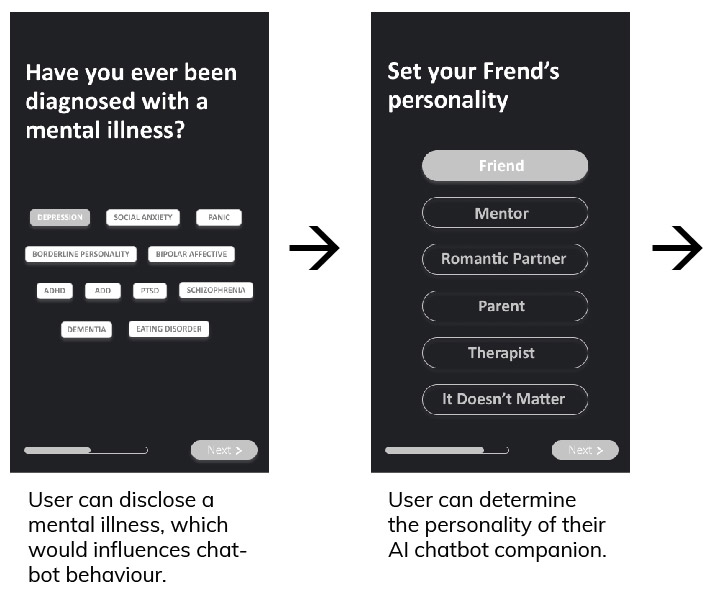 Have you ever been
diagnosed with a
mental illness?
DEPRESSION
SOCIAL ANXIETY
PANIC
BORDERLINE PERSONALITY
BIPOLAR AFFECTIVE
ADHD
ADD
PTSD
SCHIZOPHRENIA
DEMENTIA
EATING DISORDER
Next >
User can disclose a
mental illness, which
would influences chat-
bot behaviour.
Set your Frend's
personality
Friend
Mentor
Romantic Partner
Parent
Therapist
It Doesn't Matter
Next >
User can determine
the personality of their
AI chatbot companion.